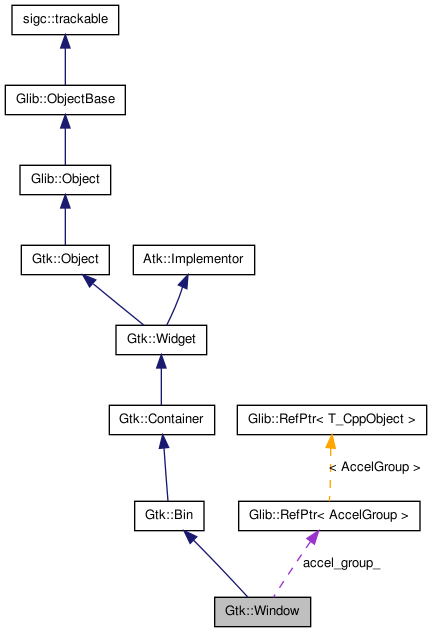 sigc::trackable
Glib::ObjectBase
Glib::Object
Gtk::Object
Atk::Implementor
Gtk::Widget
Gtk::Container
Glib::RefPtr< T_CppObject >
< AccelGroup >
Gtk::Bin
Glib::RefPtr< AccelGroup >
accel_group_
Gtk::Window